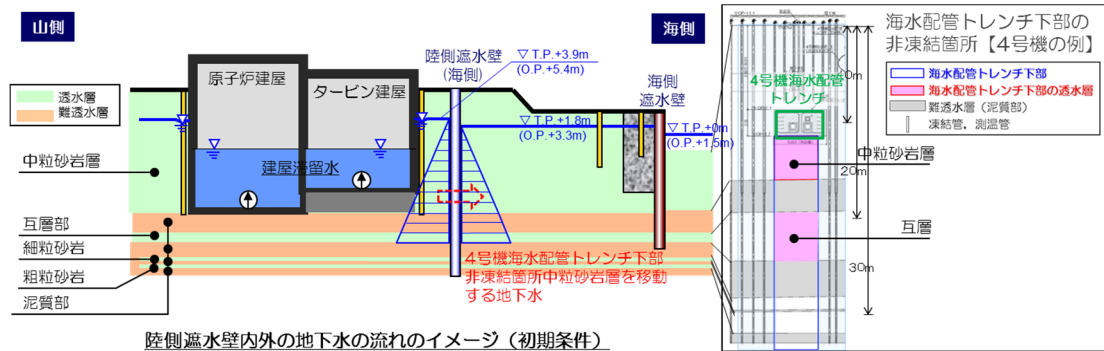 山側
海側
原子炉建屋
タービン建屋
陸側遮水壁
(海側)
▽T.P.+3.9m
(O.P.+5.4m)
海側
遮水壁
▽T.P.+1.8m
(O.P.+3.3m)
▽T.P.+0m
(O.P.+1.5m)
透水層
難透水層
中粒砂岩層
建屋滞留水
互層部
細粒砂岩
粗粒砂岩
泥質部
4号機海水配管トレンチ下部
非凍結箇所中粒砂岩層を移動
する地下水
陸側遮水壁内外の地下水の流れのイメージ（初期条件）
海水配管トレンチ下部の
非凍結箇所【4号機の例】
海水配管トレンチ下部
海水配管トレンチ下部の透水層
難透水層（泥質部）
凍結管，測温管
4号機海水配管
トレンチ
中粒砂岩層
20m
互層
30m